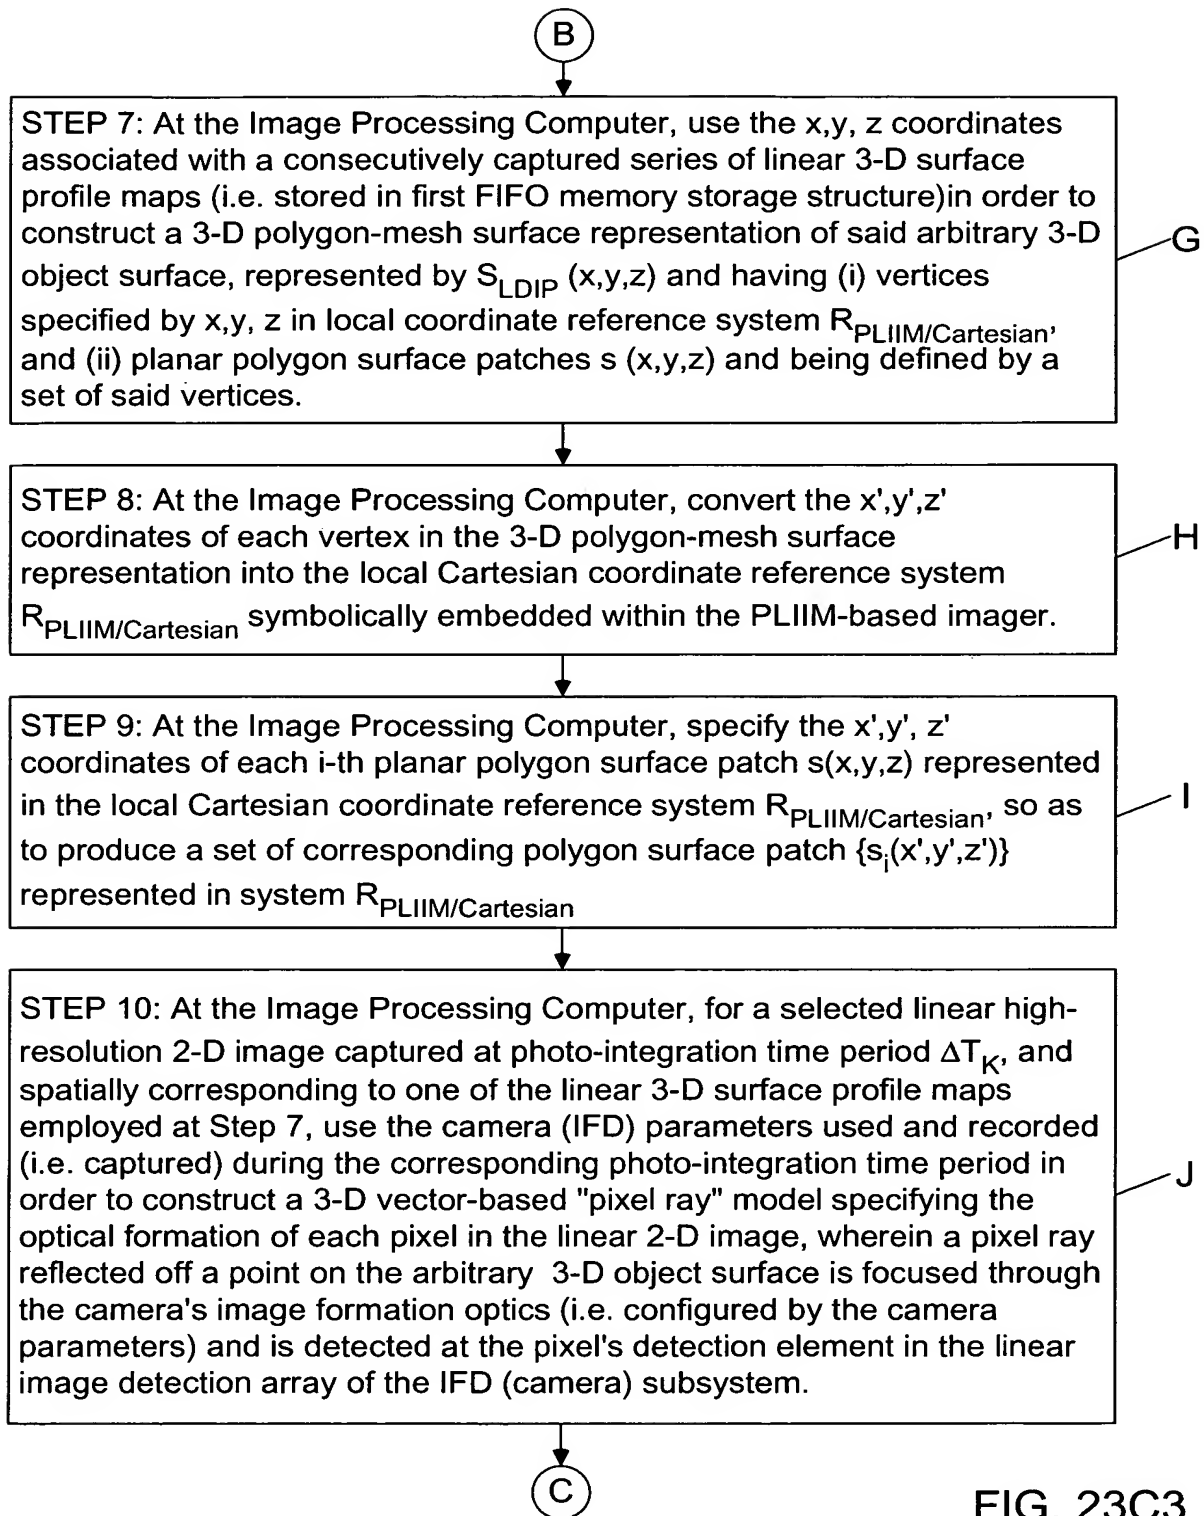 B
STEP 7: At the Image Processing Computer, use the x,y, z coordinates
associated with a consecutively captured series of linear 3-D surface
profile maps (i.e. stored in first FIFO memory storage structure)in order to
construct a 3-D polygon-mesh surface representation of said arbitrary 3-D
object surface, represented by S_LDIP (x,y,z) and having (i) vertices
specified by x,y, z in local coordinate reference system R_PLIIM/Cartesian,
and (ii) planar polygon surface patches s (x,y,z) and being defined by a
set of said vertices.
G
STEP 8: At the Image Processing Computer, convert the x',y',z'
coordinates of each vertex in the 3-D polygon-mesh surface
representation into the local Cartesian coordinate reference system
R_PLIIM/Cartesian symbolically embedded within the PLIIM-based imager.
H
STEP 9: At the Image Processing Computer, specify the x',y', z'
coordinates of each i-th planar polygon surface patch s(x,y,z) represented
in the local Cartesian coordinate reference system R_PLIIM/Cartesian, so as
to produce a set of corresponding polygon surface patch {s_i(x',y',z')}
represented in system R_PLIIM/Cartesian
I
STEP 10: At the Image Processing Computer, for a selected linear high-
resolution 2-D image captured at photo-integration time period ΔT_K, and
spatially corresponding to one of the linear 3-D surface profile maps
employed at Step 7, use the camera (IFD) parameters used and recorded
(i.e. captured) during the corresponding photo-integration time period in
order to construct a 3-D vector-based "pixel ray" model specifying the
optical formation of each pixel in the linear 2-D image, wherein a pixel ray
reflected off a point on the arbitrary 3-D object surface is focused through
the camera's image formation optics (i.e. configured by the camera
parameters) and is detected at the pixel's detection element in the linear
image detection array of the IFD (camera) subsystem.
J
C
FIG. 23C3